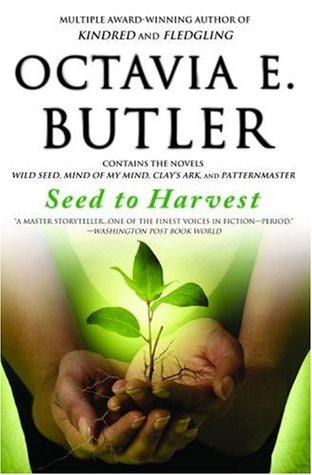 MULTIPLE AWARD-WINNING AUTHOR OF
KINDRED AND FLEDGLING
OCTAVIA E.
BUTLER
CONTAINS THE NOVELS
WILD SEED, MIND OF MY MIND, CLAY'S ARK, AND PATTERNMASTER
Seed to Harvest
"A MASTER STORYTELLER...ONE OF THE FINEST VOICES IN FICTION—PERIOD."
—WASHINGTON POST BOOK WORLD